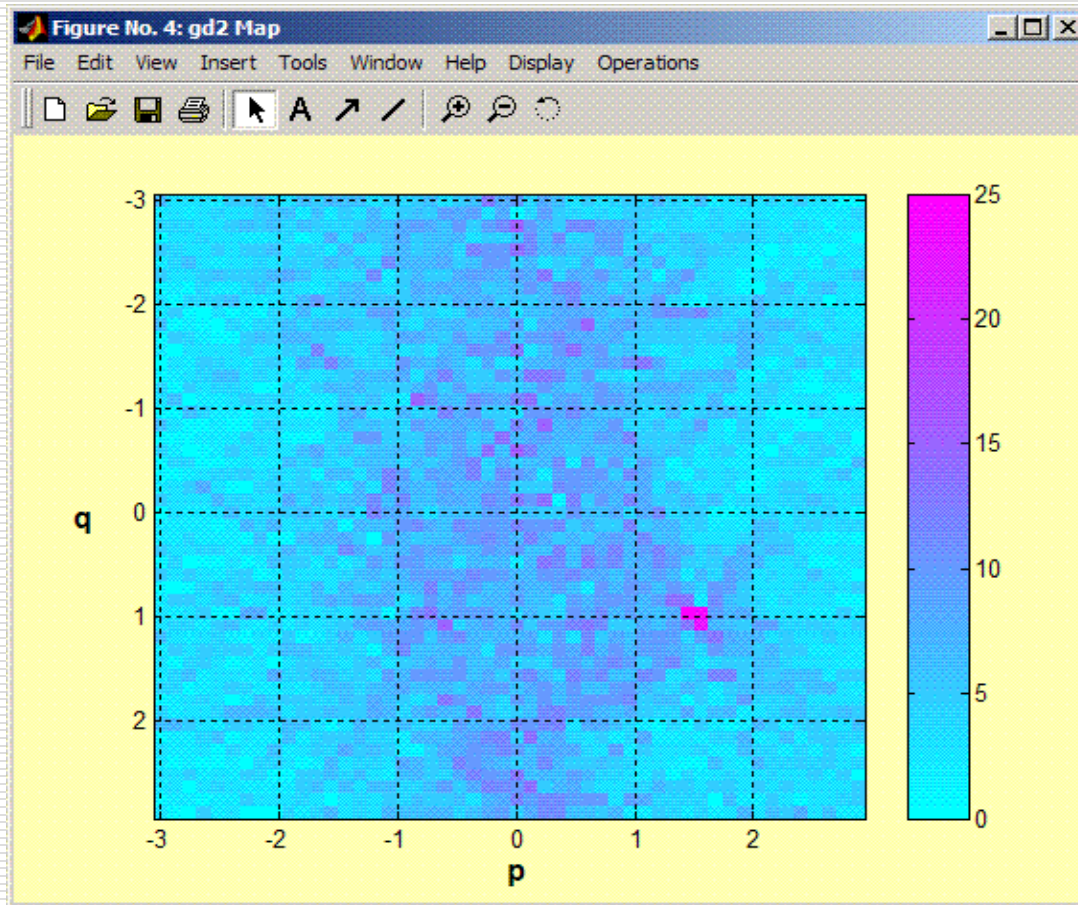 Figure No. 4: gd2 Map
File Edit View Insert Tools Window Help Display Operations
A
-3
-2
-1
0
1
2
q
-3 -2 -1 0 1 2
p
25
20
15
10
5
0